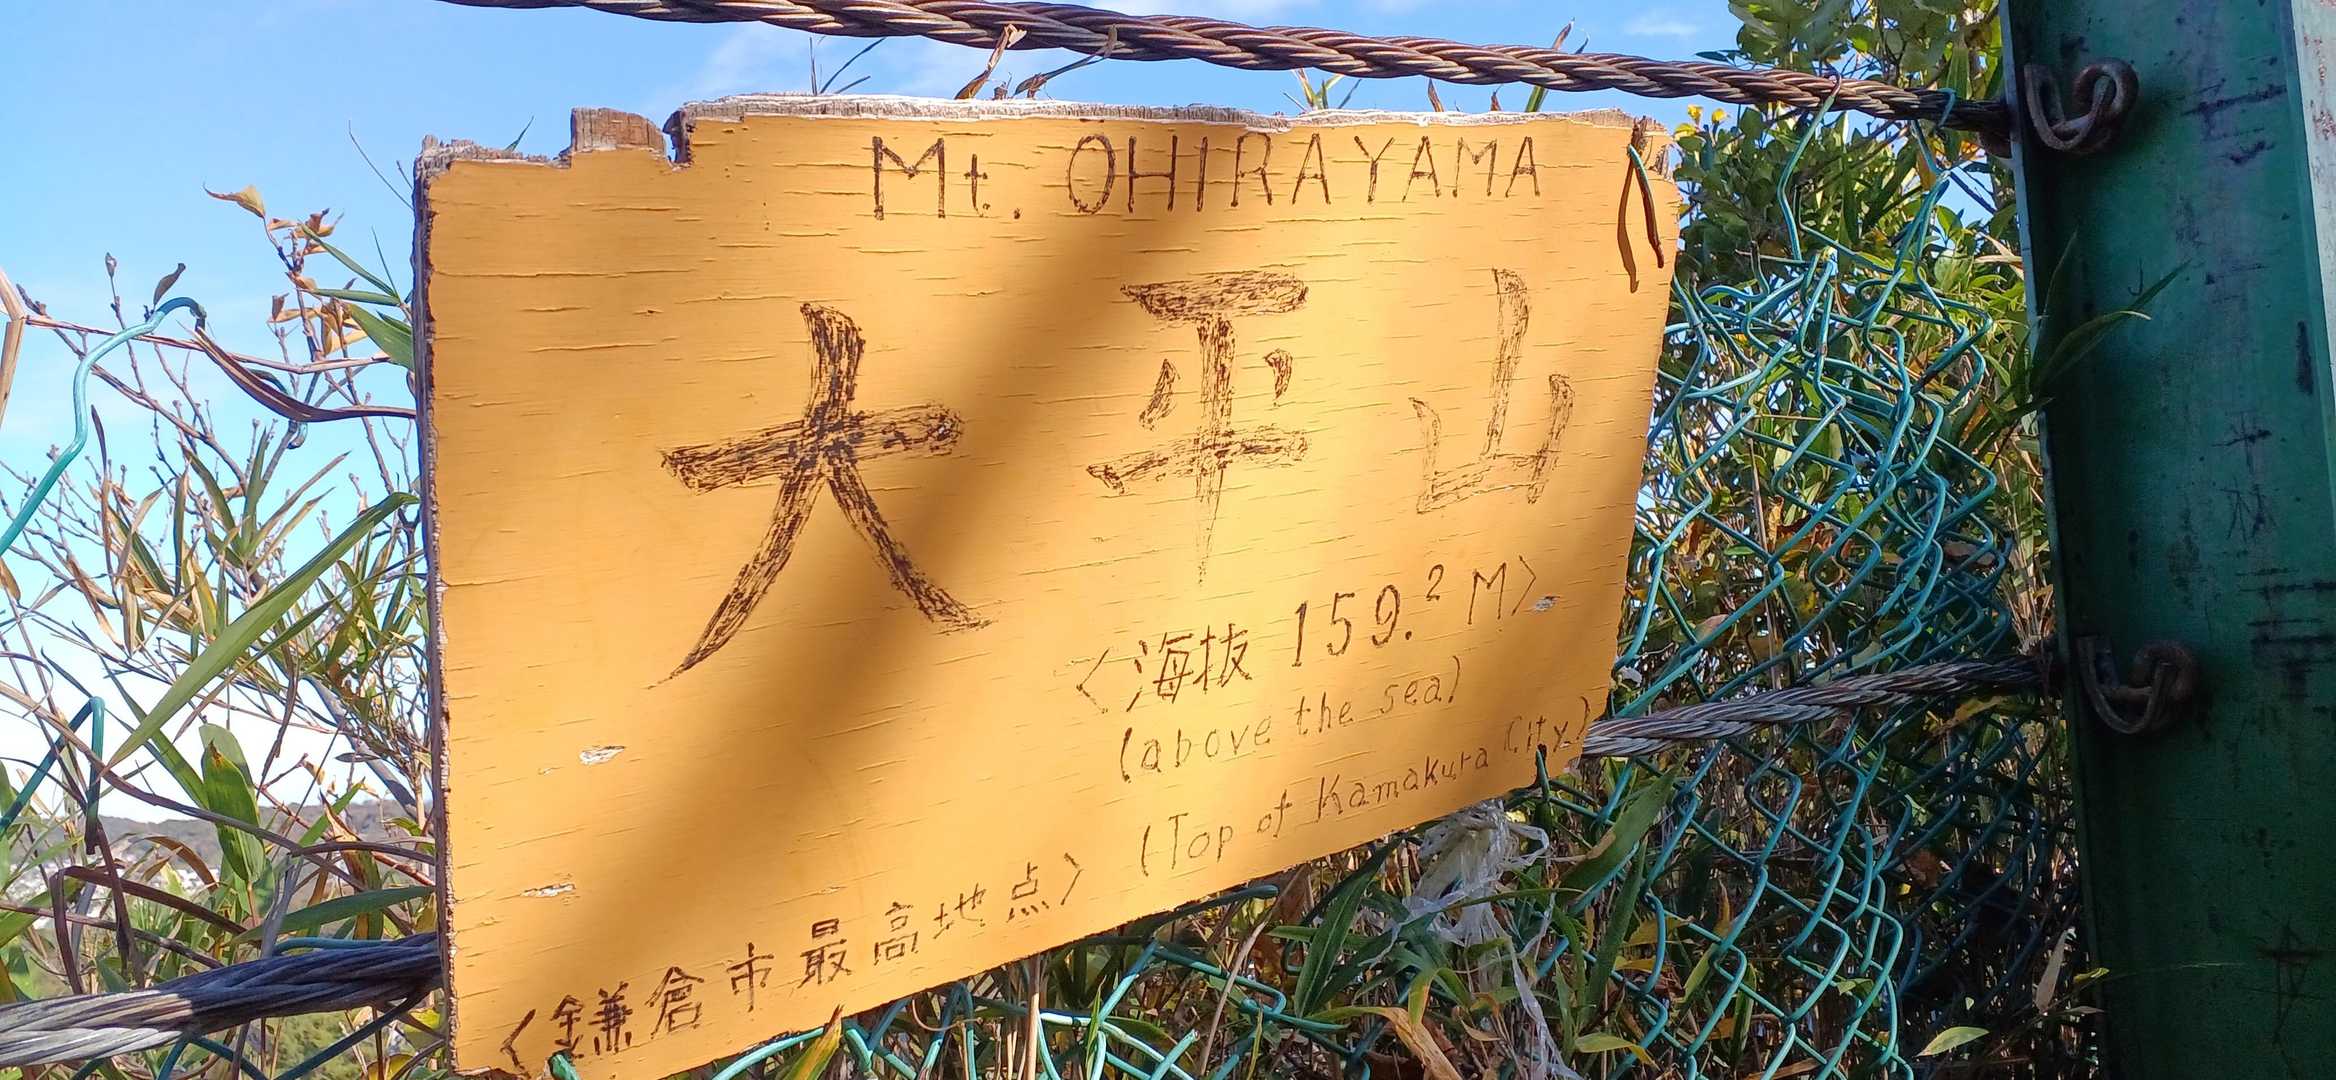 Mt. OHIRAYAMA
大平山
〈海抜 159.² M〉
(above the sea)
(Top of Kamakura City)
〈鎌倉市最高地点〉